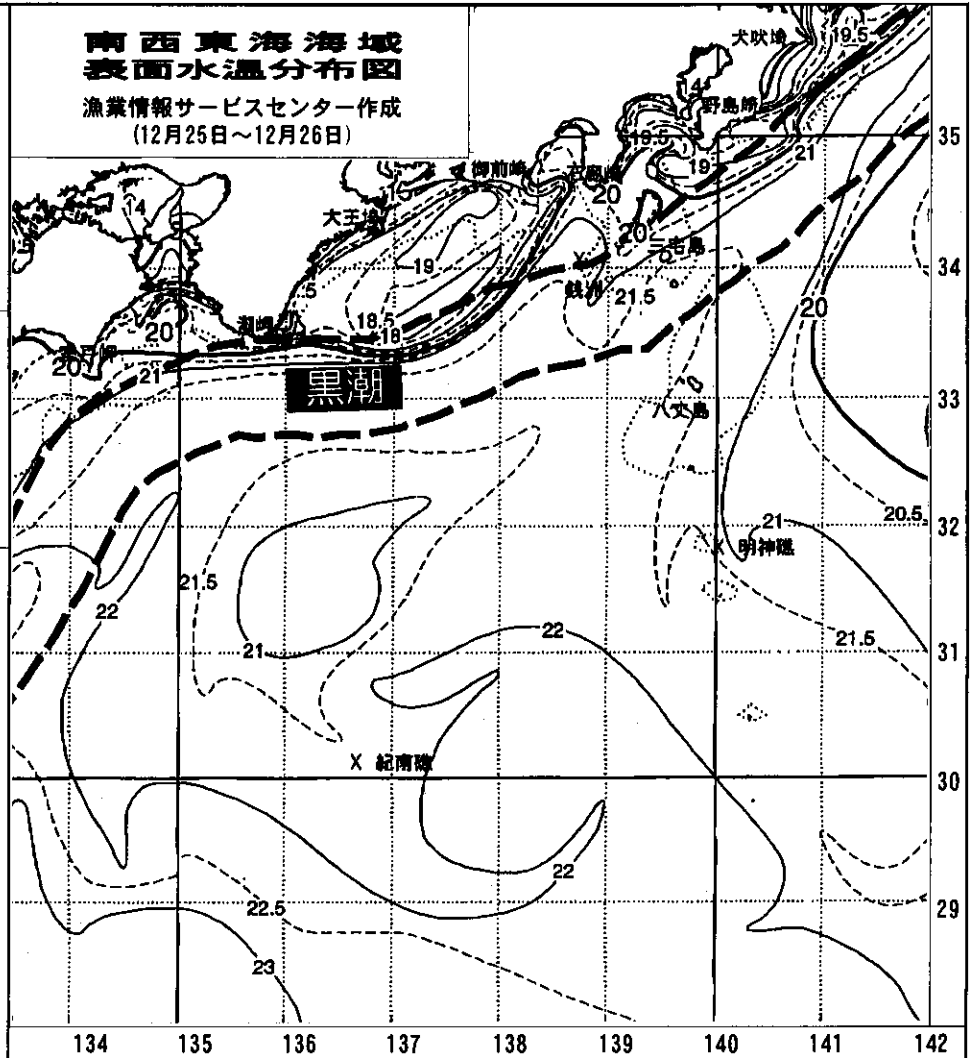 南西東海海域
表面水温分布図
漁業情報サービスセンター作成
(12月25日～12月26日)
犬吠埼
19.5
14
野島崎
19.5
35
21
19
御前崎
20
14
大王埼
20
三宅島
34
19
銭洲
21.5
20
18.5
18
20
潮岬
20
21
黒潮
33
八丈島
20.5
32
21
明神礁
21.5
22
21
22
21.5
31
X 紀南礁
30
22
29
22.5
23
134 135 136 137 138 139 140 141 142